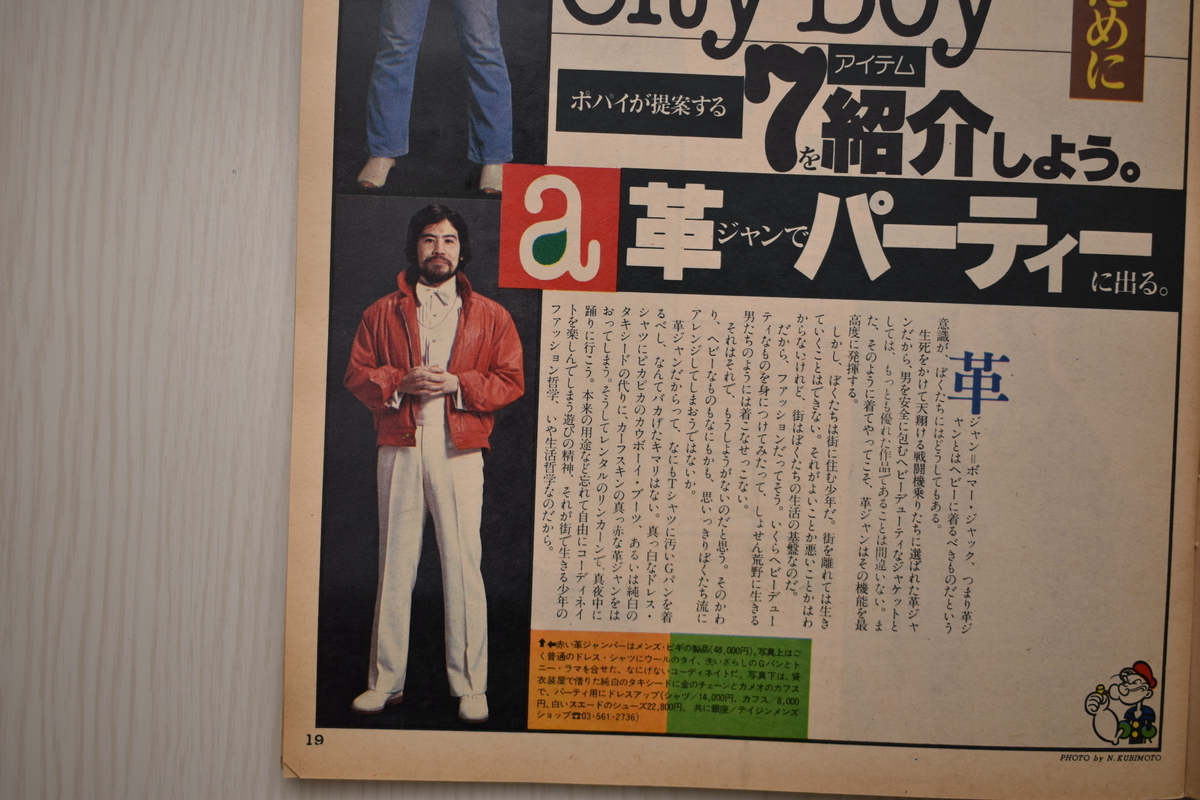 City Boy
ために
ポパイが提案する
7アイテムを紹介しよう。
a 革ジャンでパーティーに出る。
革ジャン=ボマー・ジャック、つまり革ジ
ャンとはヘビーに着るべきものだという
意識が、ぼくたちにはどうしてもある。
生死をかけて天翔ける戦闘機乗りたちに選ばれた革ジャ
ンだから、男を安全に包むヘビーデューティなジャケットと
しては、もっとも優れた作品であることは間違いない。ま
た、そのように着てやってこそ、革ジャンはその機能を最
高度に発揮する。
しかし、ぼくたちは街に住む少年だ。街を離れては生き
ていくことはできない。それがよいことか悪いことかはわ
からないけれど、街はぼくたちの生活の基盤なのだ。
だから、ファッションだってそう。いくらヘビーデュー
ティなものを身につけてみたって、しょせん荒野に生きる
男たちのようには着こなせっこない。
それはそれで、もうしようがないのだと思う。そのかわ
り、ヘビーなものもなにもかも、思いっきりぼくたち流に
アレンジしてしまおうではないか。
革ジャンだからって、なにもTシャツに汚いGパンを着
るべし、なんてバカげたキマリはない。真っ白なドレス・
シャツにピカピカのカウボーイ・ブーツ、あるいは純白の
タキシードの代りに、カーフスキンの真っ赤な革ジャンをは
おってしまう。そうしてレンタルのリンカーンで、真夜中に
踊りに行こう。本来の用途など忘れて自由にコーディネイ
トを楽しんでしまう遊びの精神、それが街で生きる少年の
ファッション哲学、いや生活哲学なのだから。
⬆⬅赤い革ジャンパーはメンズ・ビギの製品(48,000円)。写真上はご
く普通のドレス・シャツにウールのタイ、洗いざらしのGパンとト
ニー・ラマを合せた、なにげないコーディネイトだ。写真下は、貸
衣装屋で借りた純白のタキシードに金のチェーンとカメオのカフス
で、パーティ用にドレスアップ(シャツ/14,000円、カフス/8,000
円、白いスエードのシューズ22,800円、共に銀座/テイジンメンズ
ショップ☎03・561・2736)
19
PHOTO by N.KURIMOTO